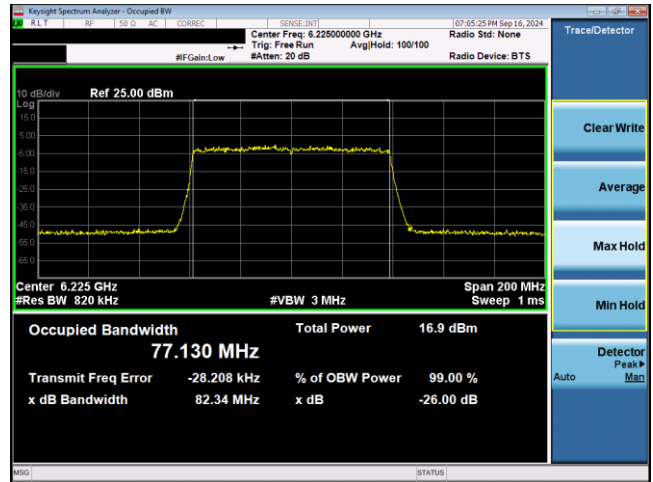 Keysight Spectrum Analyzer - Occupied BW
RLT RF 50 Ω AC CORREC SENSE:INT 07:05:25 PM Sep 16, 2024
Center Freq: 6.225000000 GHz Radio Std: None
Trig: Free Run Avg|Hold: 100/100
#IFGain:Low #Atten: 20 dB Radio Device: BTS
Trace/Detector
10 dB/div Ref 25.00 dBm
Log
15.0
5.00
-5.00
-15.0
-25.0
-35.0
-45.0
-55.0
-65.0
Center 6.225 GHz Span 200 MHz
#Res BW 820 kHz #VBW 3 MHz Sweep 1 ms
Occupied Bandwidth Total Power 16.9 dBm
77.130 MHz
Transmit Freq Error -28.208 kHz % of OBW Power 99.00 %
x dB Bandwidth 82.34 MHz x dB -26.00 dB
Clear Write
Average
Max Hold
Min Hold
Detector
Peak▶
Auto Man
MSG STATUS